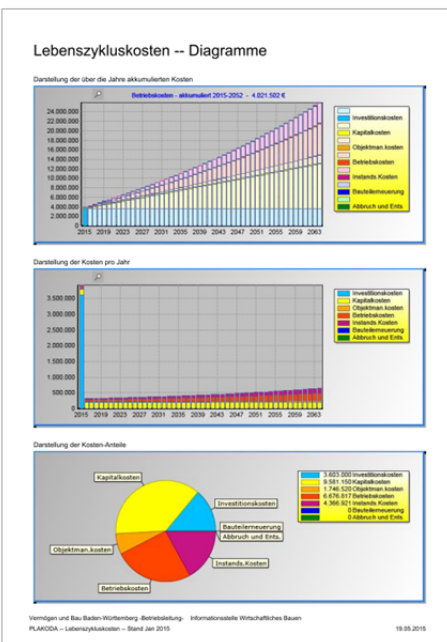 Lebenszykluskosten -- Diagramme
Darstellung der über die Jahre akkumulierten Kosten
Betriebskosten - akkumuliert 2015-2052 - 4.021.502 €
24.000.000
22.000.000
20.000.000
18.000.000
16.000.000
14.000.000
12.000.000
10.000.000
8.000.000
6.000.000
4.000.000
2.000.000
0
2015 2019 2023 2027 2031 2035 2039 2043 2047 2051 2055 2059 2063
Investitionskosten
Kapitalkosten
Objektman.kosten
Betriebskosten
Instands.Kosten
Bauteilerneuerung
Abbruch und Ents.
Darstellung der Kosten pro Jahr
3.500.000
3.000.000
2.500.000
2.000.000
1.500.000
1.000.000
500.000
0
2015 2019 2023 2027 2031 2035 2039 2043 2047 2051 2055 2059 2063
Investitionskosten
Kapitalkosten
Objektman.kosten
Betriebskosten
Instands.Kosten
Bauteilerneuerung
Abbruch und Ents.
Darstellung der Kosten-Anteile
Kapitalkosten
Investitionskosten
Bauteilerneuerung
Abbruch und Ents.
Instands.Kosten
Betriebskosten
Objektman.kosten
3.603.000 Investitionskosten
9.581.150 Kapitalkosten
1.746.520 Objektman.kosten
6.676.817 Betriebskosten
4.366.921 Instands.Kosten
0 Bauteilerneuerung
0 Abbruch und Ents.
Vermögen und Bau Baden-Württemberg -Betriebsleitung- Informationsstelle Wirtschaftliches Bauen
PLAKODA -- Lebenszykluskosten -- Stand Jan 2015 19.05.2015